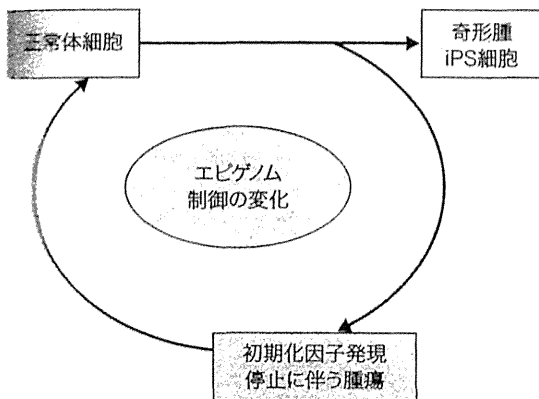 正常体細胞
奇形腫
iPS細胞
エピゲノム
制御の変化
初期化因子発現
停止に伴う腫瘍